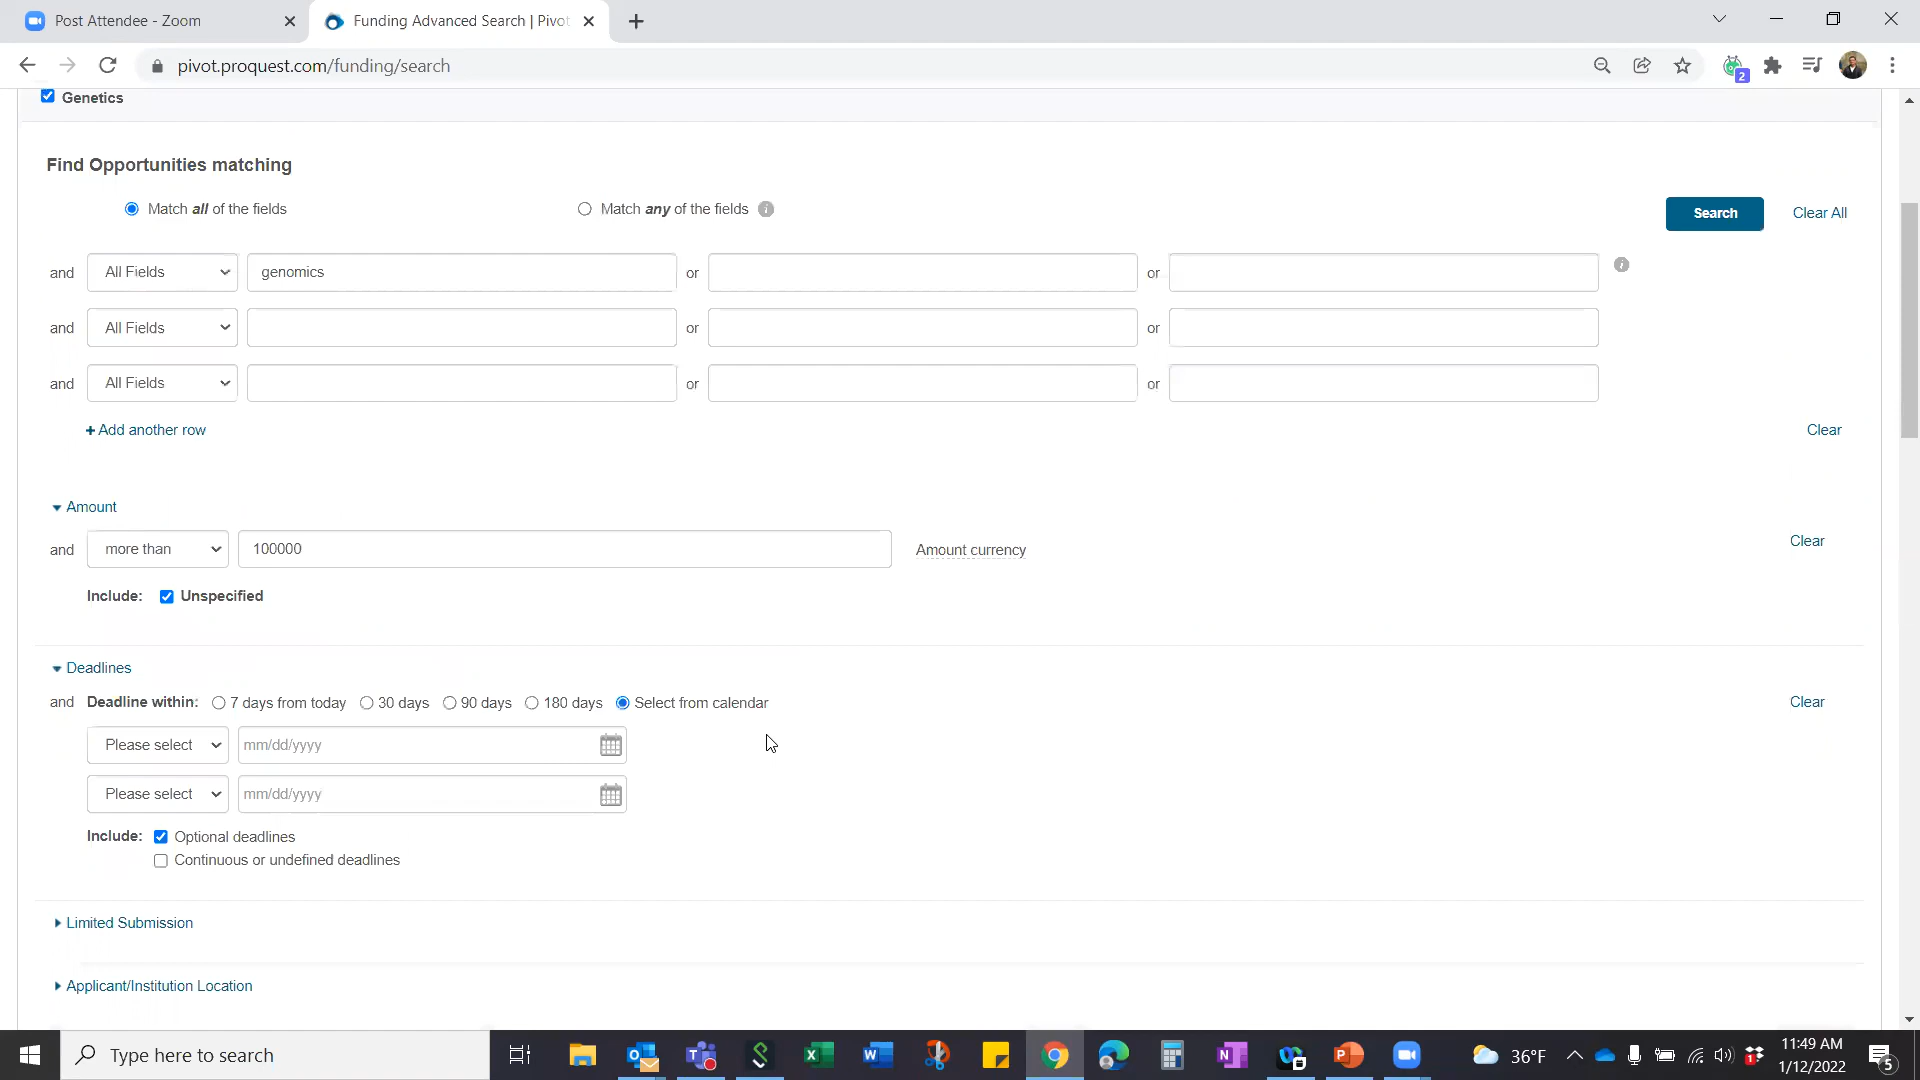 Post Attendee - Zoom
Funding Advanced Search | Pivot
pivot.proquest.com/funding/search
2
Genetics
Find Opportunities matching
Match all of the fields
Match any of the fields
Search
Clear All
and All Fields genomics or or
and All Fields or or
and All Fields or or
+ Add another row
Clear
Amount
and more than 100000 Amount currency
Clear
Include: Unspecified
Deadlines
and Deadline within: 7 days from today 30 days 90 days 180 days Select from calendar
Clear
Please select mm/dd/yyyy
Please select mm/dd/yyyy
Include: Optional deadlines
Continuous or undefined deadlines
Limited Submission
Applicant/Institution Location
Type here to search
36°F
11:49 AM
1/12/2022
5